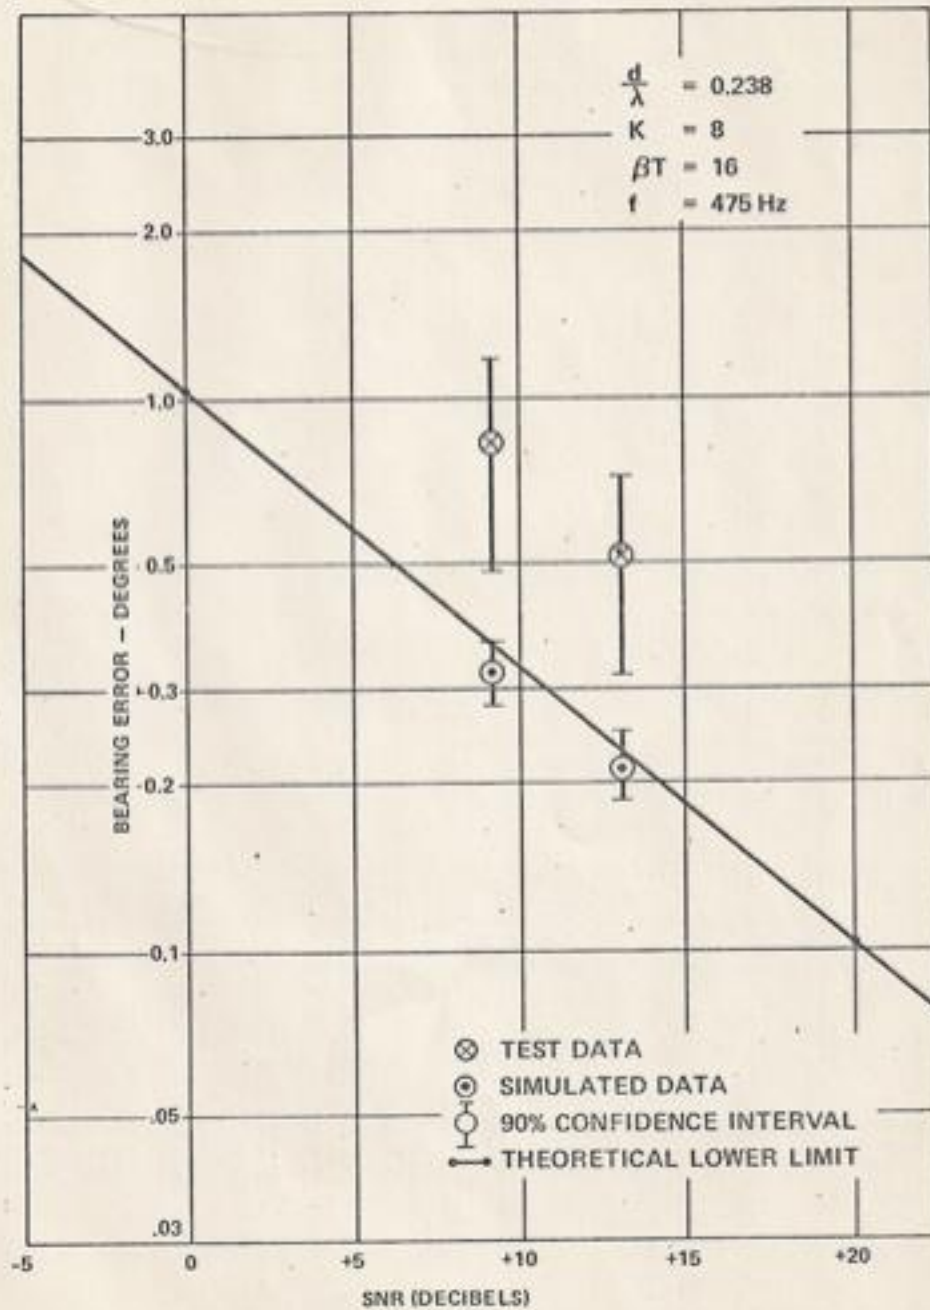 d/λ = 0.238
K = 8
βT = 16
f = 475 Hz
3.0
2.0
1.0
0.5
0.3
0.2
0.1
.05
.03
BEARING ERROR – DEGREES
⊗ TEST DATA
⊙ SIMULATED DATA
90% CONFIDENCE INTERVAL
THEORETICAL LOWER LIMIT
-5 0 +5 +10 +15 +20
SNR (DECIBELS)